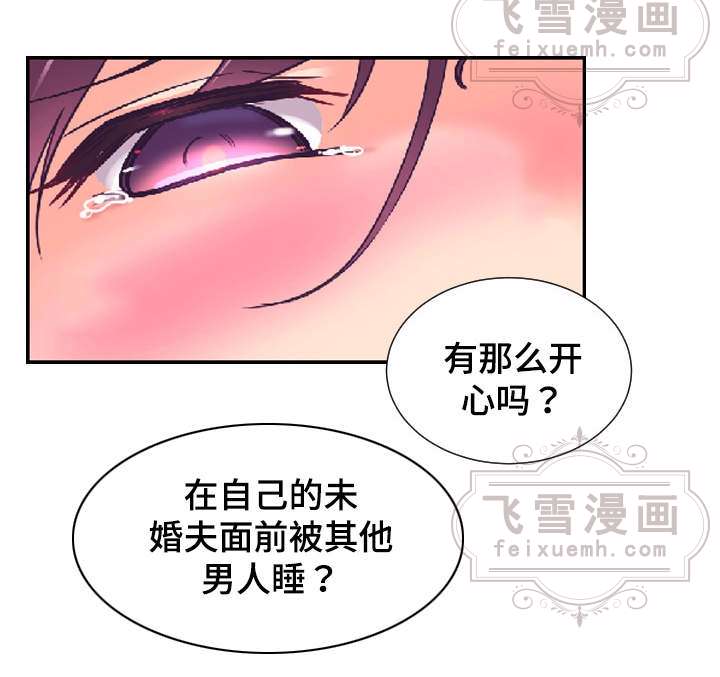 飞雪漫画
feixuemh.com
有那么开
心吗？
飞雪漫画
feixuemh.com
在自己的未
婚夫面前被其他
男人睡？